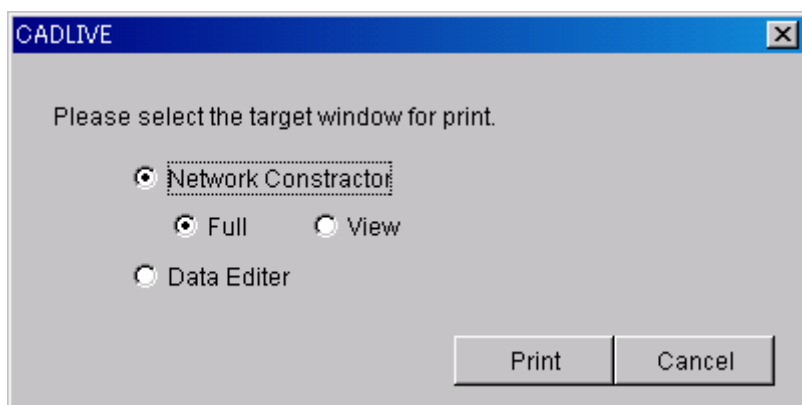 CADLIVE
Please select the target window for print.
Network Constractor
Full View
Data Editer
Print Cancel